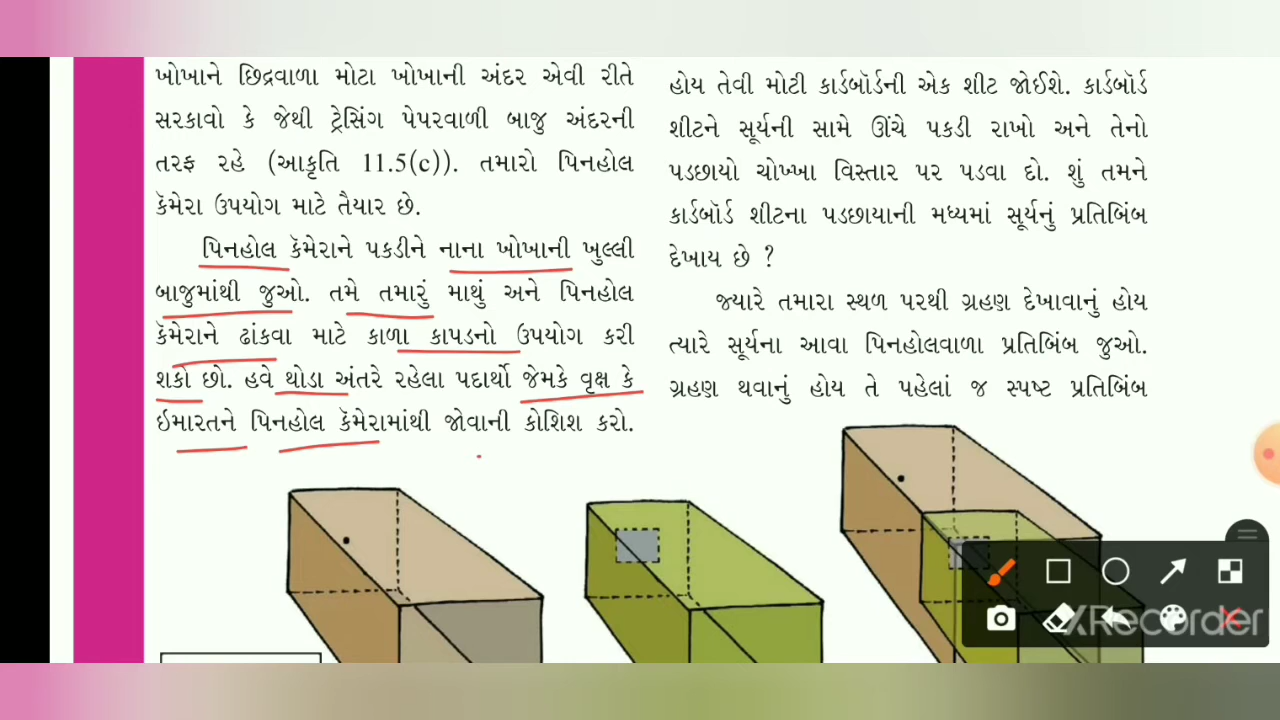 ખોખાને છિદ્રવાળા મોટા ખોખાની અંદર એવી રીતે
સરકાવો કે જેથી ટ્રેસિંગ પેપરવાળી બાજુ અંદરની
તરફ રહે (આકૃતિ 11.5(c)). તમારો પિનહોલ
કૅમેરા ઉપયોગ માટે તૈયાર છે.
પિનહોલ કૅમેરાને પકડીને નાના ખોખાની ખુલ્લી
બાજુમાંથી જુઓ. તમે તમારું માથું અને પિનહોલ
કૅમેરાને ઢાંકવા માટે કાળા કાપડનો ઉપયોગ કરી
શકો છો. હવે થોડા અંતરે રહેલા પદાર્થો જેમકે વૃક્ષ કે
ઇમારતને પિનહોલ કૅમેરામાંથી જોવાની કોશિશ કરો.
હોય તેવી મોટી કાર્ડબૉર્ડની એક શીટ જોઈશે. કાર્ડબૉર્ડ
શીટને સૂર્યની સામે ઊંચે પકડી રાખો અને તેનો
પડછાયો ચોખ્ખા વિસ્તાર પર પડવા દો. શું તમને
કાર્ડબૉર્ડ શીટના પડછાયાની મધ્યમાં સૂર્યનું પ્રતિબિંબ
દેખાય છે ?
જ્યારે તમારા સ્થળ પરથી ગ્રહણ દેખાવાનું હોય
ત્યારે સૂર્યના આવા પિનહોલવાળા પ્રતિબિંબ જુઓ.
ગ્રહણ થવાનું હોય તે પહેલાં જ સ્પષ્ટ પ્રતિબિંબ
XRecorder